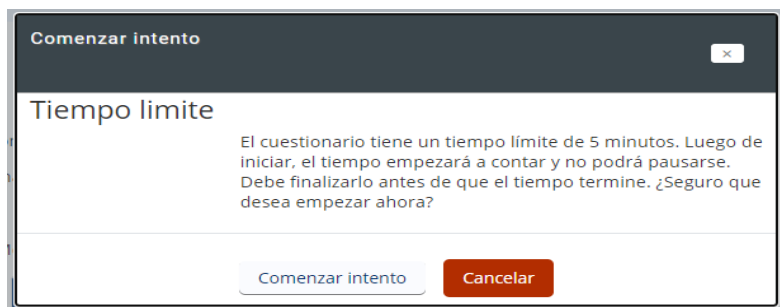 Comenzar intento
×
Tiempo limite
El cuestionario tiene un tiempo límite de 5 minutos. Luego de
iniciar, el tiempo empezará a contar y no podrá pausarse.
Debe finalizarlo antes de que el tiempo termine. ¿Seguro que
desea empezar ahora?
Comenzar intento
Cancelar